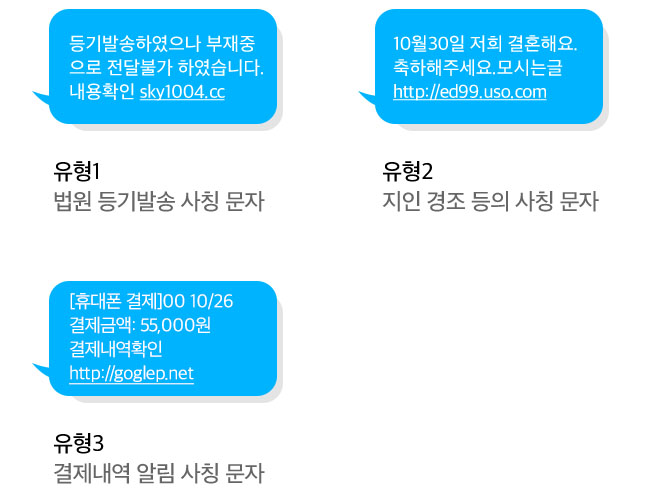 등기발송하였으나 부재중
으로 전달불가 하였습니다.
내용확인 sky1004.cc
유형1
법원 등기발송 사칭 문자
10월30일 저희 결혼해요.
축하해주세요.모시는글
http://ed99.uso.com
유형2
지인 경조 등의 사칭 문자
[휴대폰 결제]00 10/26
결제금액: 55,000원
결제내역확인
http://goglep.net
유형3
결제내역 알림 사칭 문자